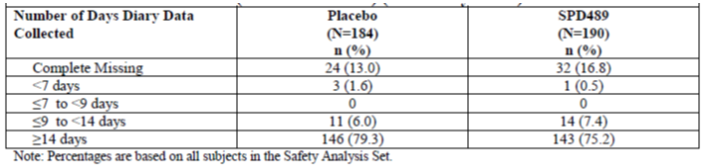 Number of Days Diary Data Placebo SPD489
Collected (N=184) (N=190)
n (%) n (%)
Complete Missing 24 (13.0) 32 (16.8)
<7 days 3 (1.6) 1 (0.5)
≤7 to <9 days 0 0
≤9 to <14 days 11 (6.0) 14 (7.4)
≥14 days 146 (79.3) 143 (75.2)
Note: Percentages are based on all subjects in the Safety Analysis Set.